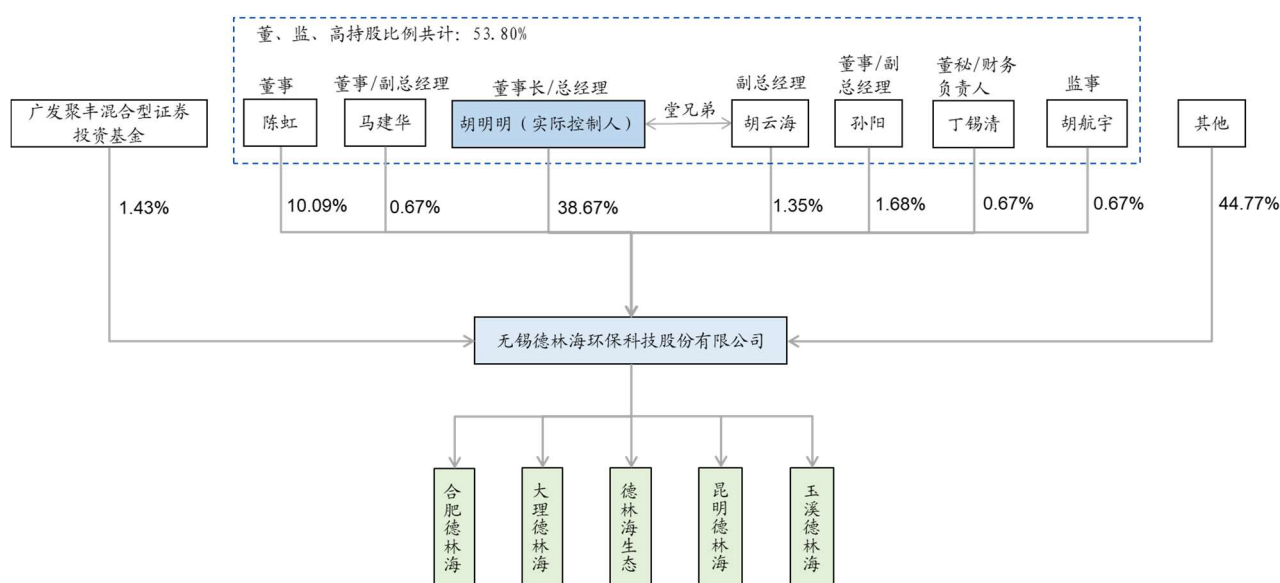 董、监、高持股比例共计：53.80%
董事
董事/副总经理
董事长/总经理
副总经理
董事/副
总经理
董秘/财务
负责人
监事
广发聚丰混合型证券
投资基金
陈虹
马建华
胡明明（实际控制人）
堂兄弟
胡云海
孙阳
丁锡清
胡航宇
其他
1.43%
10.09%
0.67%
38.67%
1.35%
1.68%
0.67%
0.67%
44.77%
无锡德林海环保科技股份有限公司
合肥德林海
大理德林海
德林海生态
昆明德林海
玉溪德林海